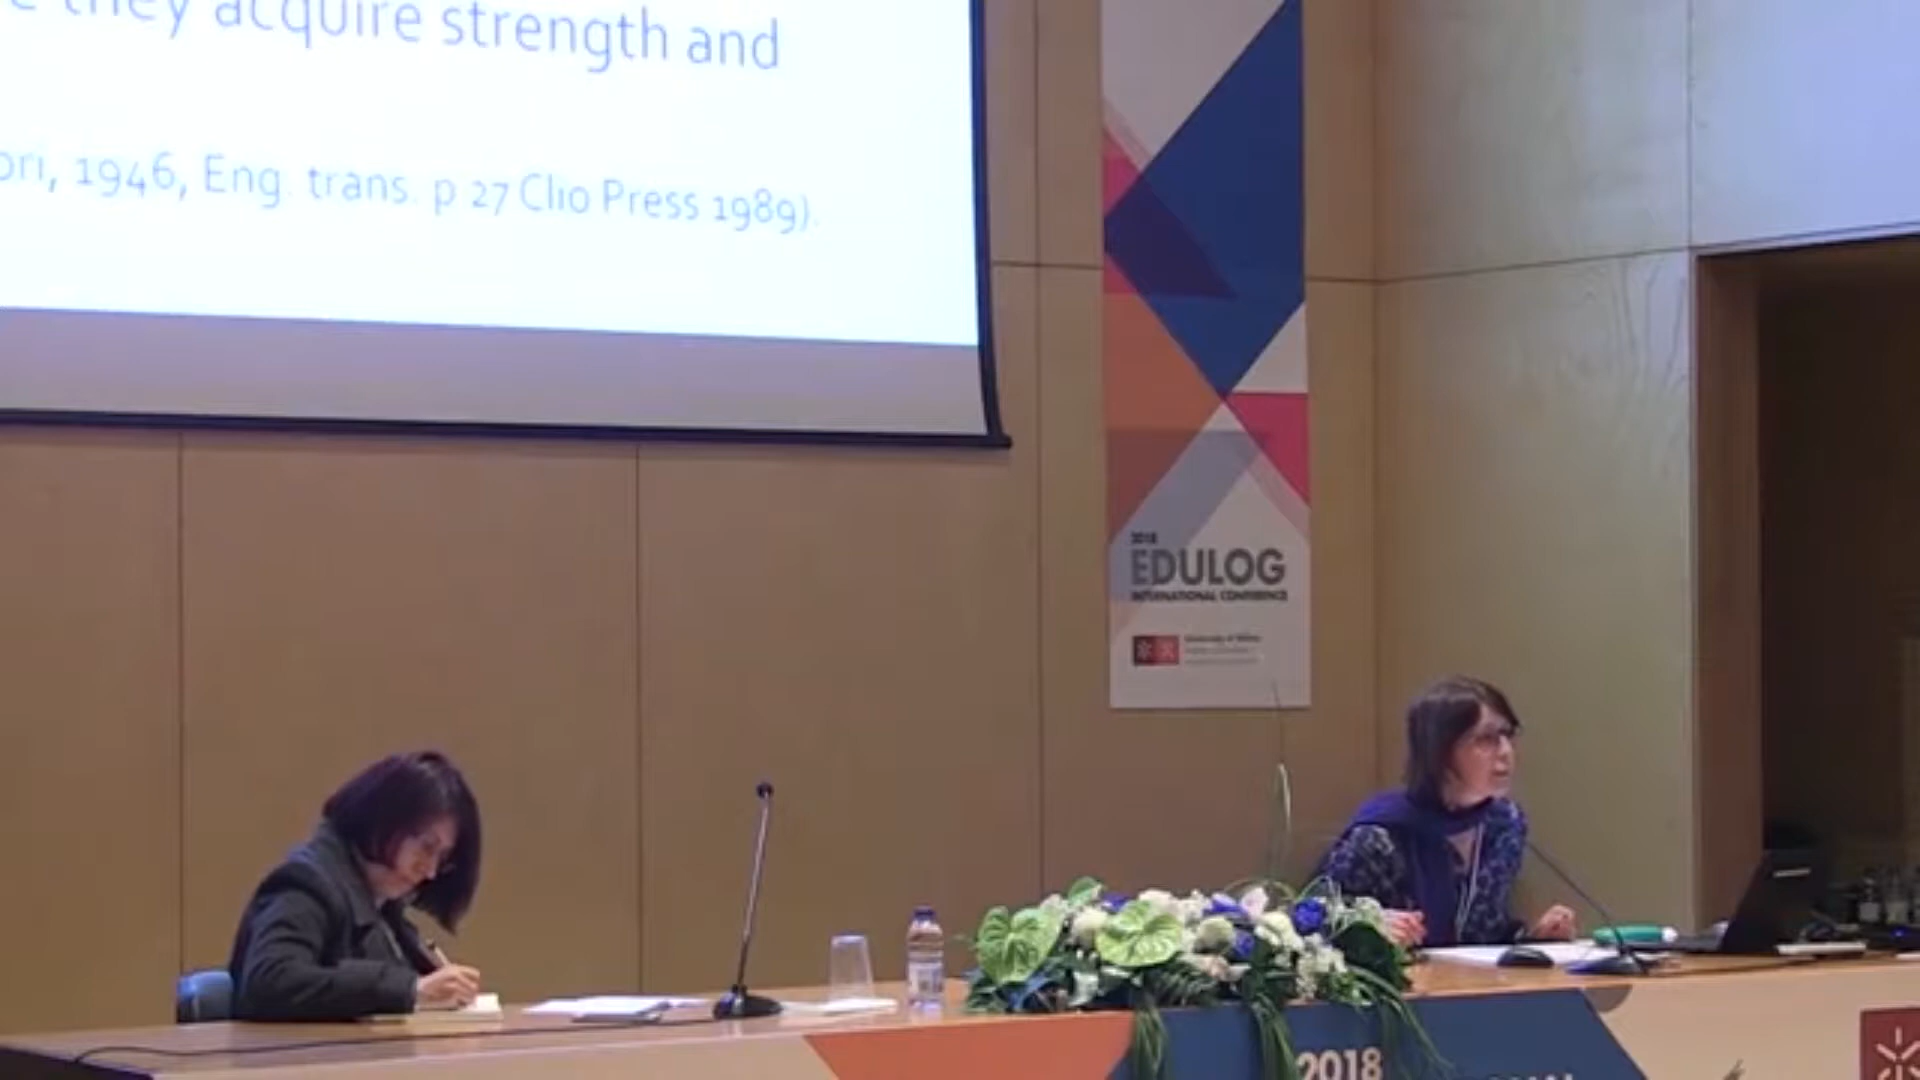 they acquire strength and
ori, 1946, Eng. trans. p 27 Clio Press 1989).
2018
EDULOG
INTERNATIONAL CONFERENCE
2018